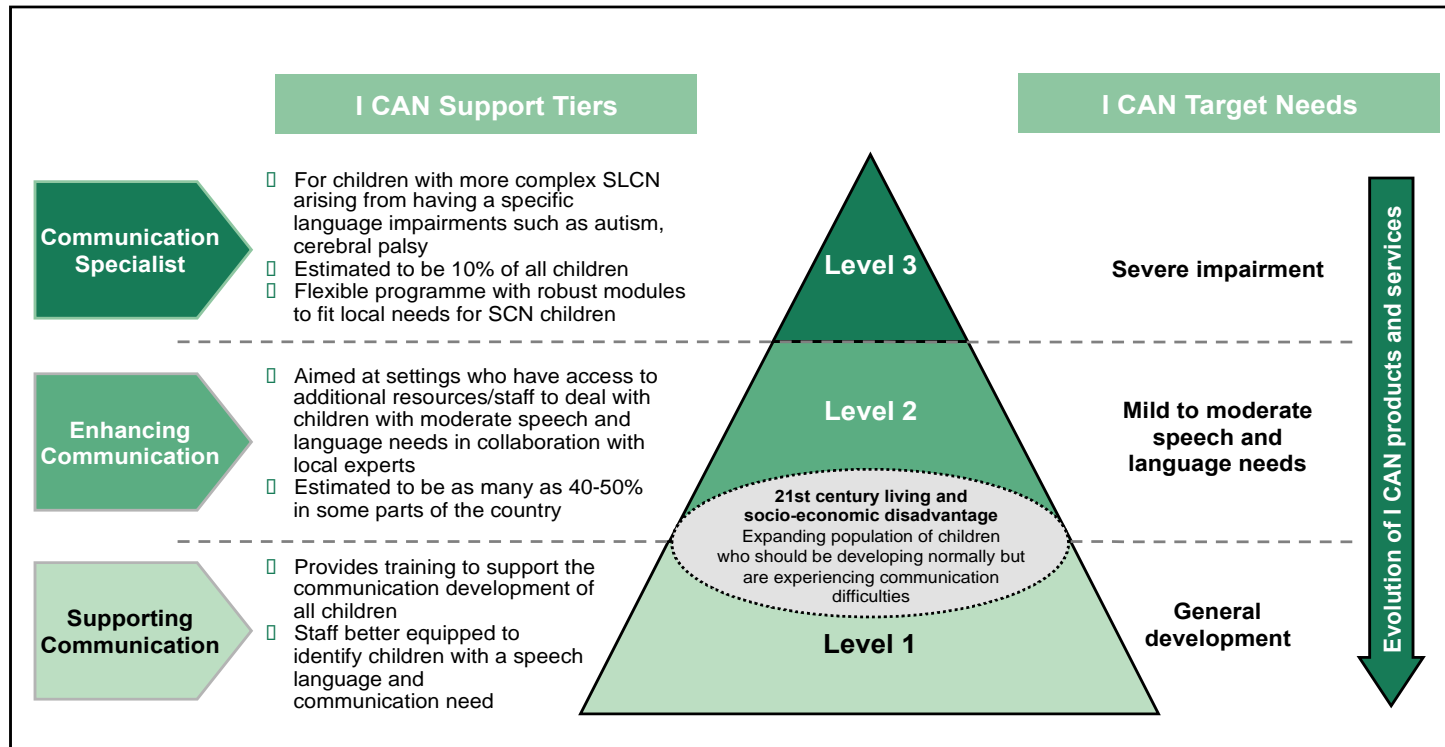 I CAN Support Tiers
I CAN Target Needs
Communication
Specialist
For children with more complex SLCN
arising from having a specific
language impairments such as autism,
cerebral palsy
Estimated to be 10% of all children
Flexible programme with robust modules
to fit local needs for SCN children
Level 3
Severe impairment
Enhancing
Communication
Aimed at settings who have access to
additional resources/staff to deal with
children with moderate speech and
language needs in collaboration with
local experts
Estimated to be as many as 40-50%
in some parts of the country
Level 2
Mild to moderate
speech and
language needs
21st century living and
socio-economic disadvantage
Expanding population of children
who should be developing normally but
are experiencing communication
difficulties
Supporting
Communication
Provides training to support the
communication development of
all children
Staff better equipped to
identify children with a speech
language and
communication need
Level 1
General
development
Evolution of I CAN products and services